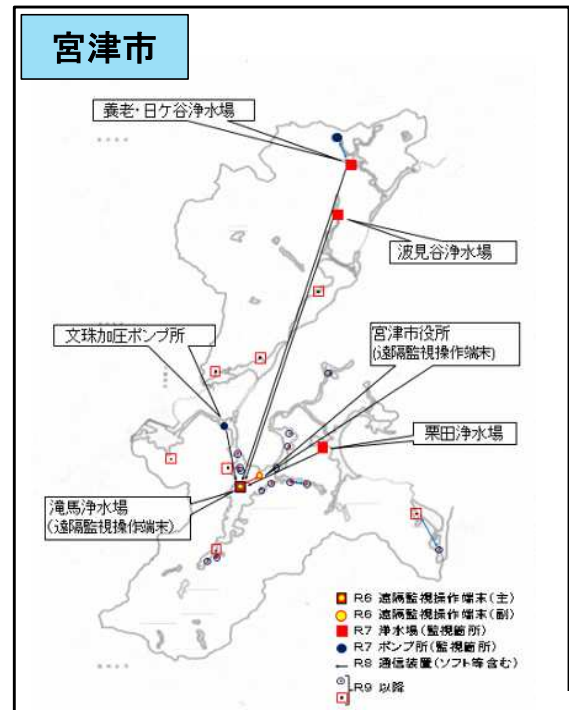 宮津市
養老・日ケ谷浄水場
波見谷浄水場
文珠加圧ポンプ所
宮津市役所
(遠隔監視操作端末)
栗田浄水場
滝馬浄水場
(遠隔監視操作端末)
R6 遠隔監視操作端末(主)
R6 遠隔監視操作端末(副)
R7 浄水場(監視箇所)
R7 ポンプ所(監視箇所)
R8 通信装置(ソフト等含む)
R9 以降